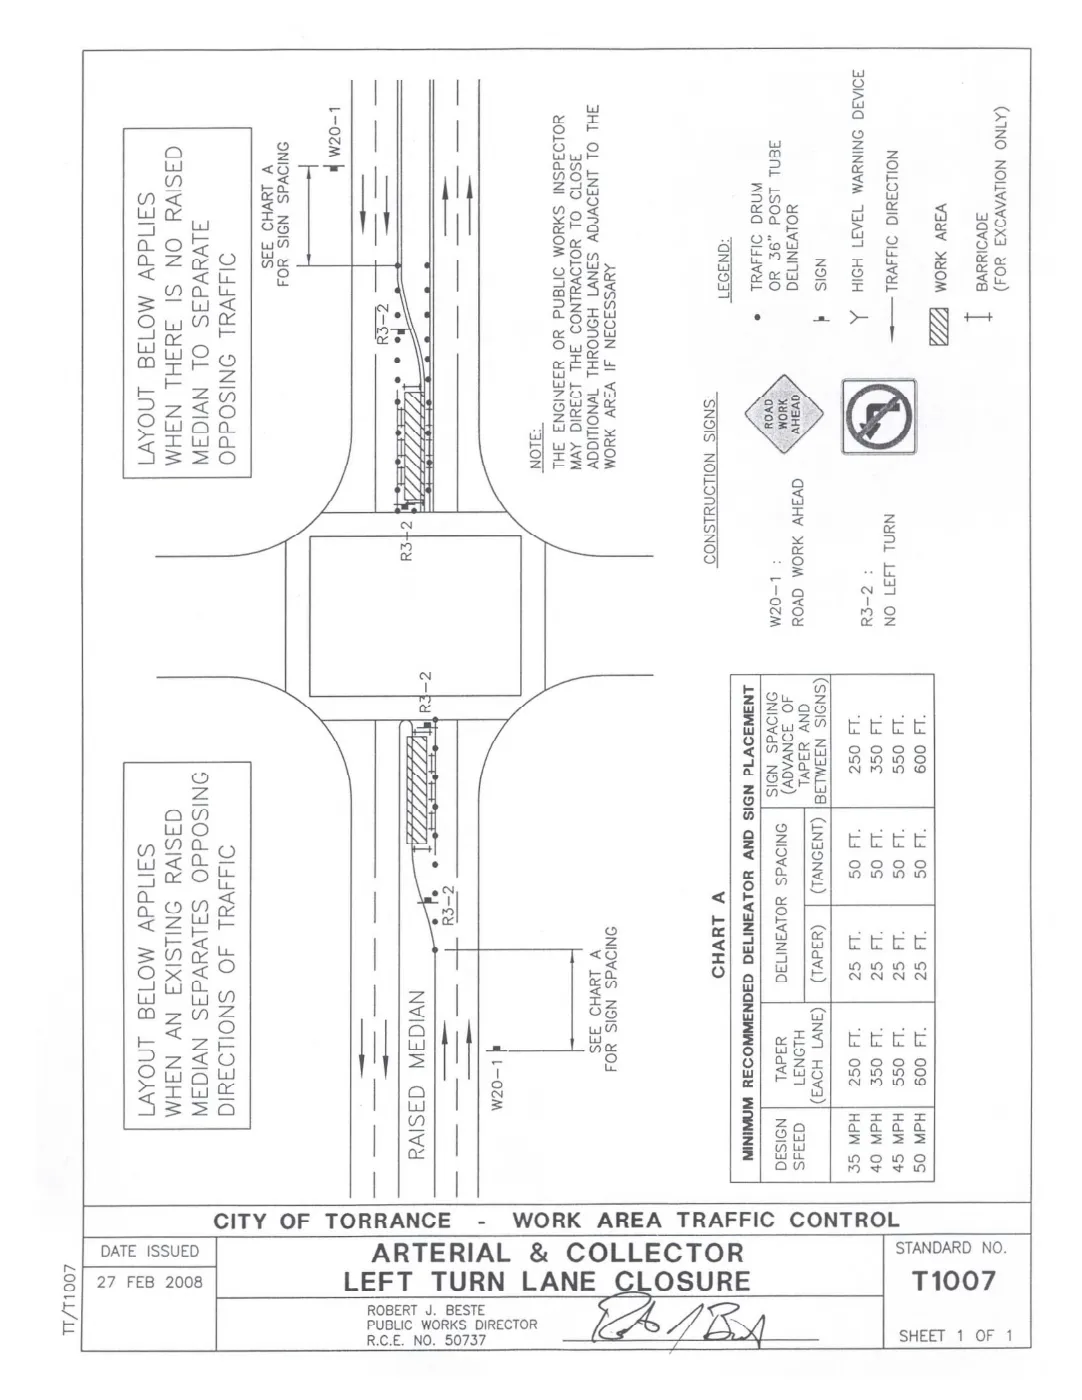 LAYOUT BELOW APPLIES
WHEN AN EXISTING RAISED
MEDIAN SEPARATES OPPOSING
DIRECTIONS OF TRAFFIC
LAYOUT BELOW APPLIES
WHEN THERE IS NO RAISED
MEDIAN TO SEPARATE
OPPOSING TRAFFIC
SEE CHART A
FOR SIGN SPACING
W20-1
R3-2
R3-2
RAISED MEDIAN
R3-2
R3-2
W20-1
SEE CHART A
FOR SIGN SPACING
NOTE:
THE ENGINEER OR PUBLIC WORKS INSPECTOR
MAY DIRECT THE CONTRACTOR TO CLOSE
ADDITIONAL THROUGH LANES ADJACENT TO THE
WORK AREA IF NECESSARY
CHART A
MINIMUM RECOMMENDED DELINEATOR AND SIGN PLACEMENT
DESIGN
SPEED
TAPER
LENGTH
(EACH LANE)
DELINEATOR SPACING
(TAPER)
(TANGENT)
SIGN SPACING
(ADVANCE OF
TAPER AND
BETWEEN SIGNS)
35 MPH 250 FT. 25 FT. 50 FT. 250 FT.
40 MPH 350 FT. 25 FT. 50 FT. 350 FT.
45 MPH 550 FT. 25 FT. 50 FT. 550 FT.
50 MPH 600 FT. 25 FT. 50 FT. 600 FT.
CONSTRUCTION SIGNS
W20-1 :
ROAD WORK AHEAD
ROAD
WORK
AHEAD
R3-2 :
NO LEFT TURN
LEGEND:
TRAFFIC DRUM
OR 36" POST TUBE
DELINEATOR
SIGN
HIGH LEVEL WARNING DEVICE
TRAFFIC DIRECTION
WORK AREA
BARRICADE
(FOR EXCAVATION ONLY)
CITY OF TORRANCE - WORK AREA TRAFFIC CONTROL
DATE ISSUED
27 FEB 2008
ARTERIAL & COLLECTOR
LEFT TURN LANE CLOSURE
ROBERT J. BESTE
PUBLIC WORKS DIRECTOR
R.C.E. NO. 50737
STANDARD NO.
T1007
SHEET 1 OF 1
TT/T1007